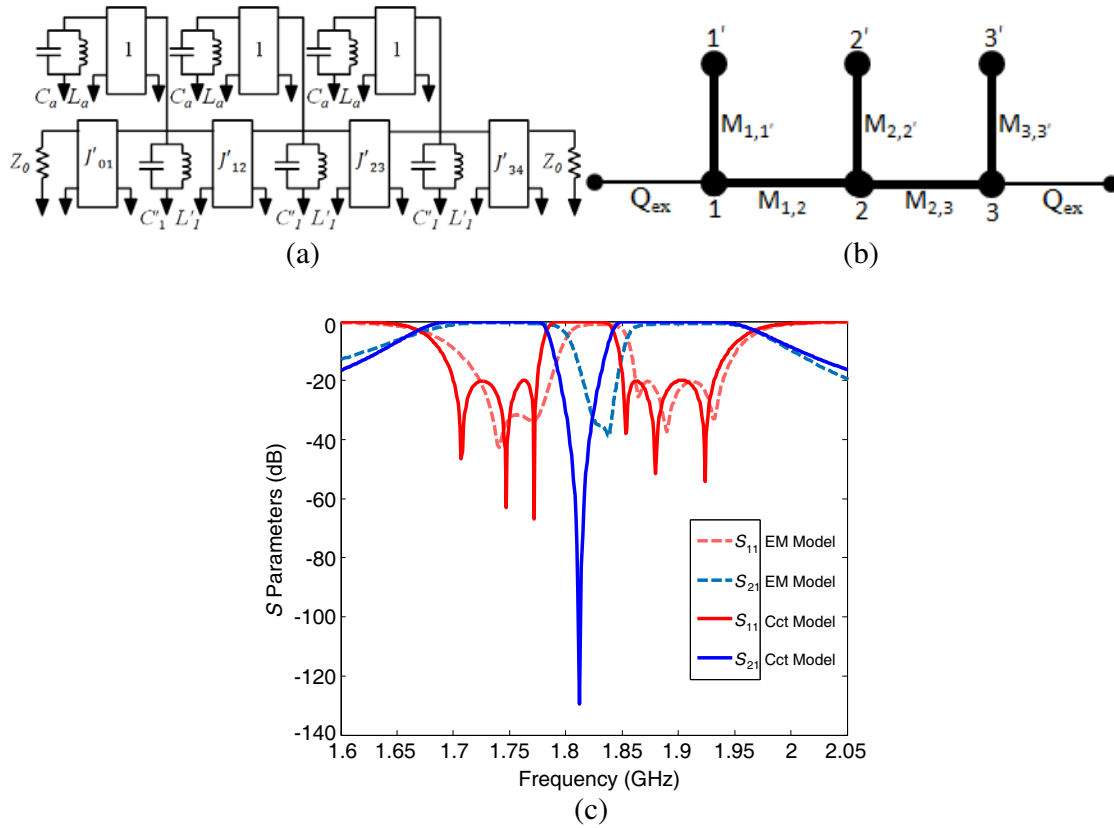 1 1 1
C_a L_a C_a L_a C_a L_a
Z_0 J'_01 J'_12 J'_23 J'_34 Z_0
C''_1 L'_1 C''_1 L'_1 C''_1 L'_1
(a)
1' 2' 3'
M_1,1' M_2,2' M_3,3'
Q_ex M_1,2 M_2,3 Q_ex
1 2 3
(b)
S Parameters (dB)
0
-20
-40
-60
-80
-100
-120
-140
1.6 1.65 1.7 1.75 1.8 1.85 1.9 1.95 2 2.05
Frequency (GHz)
S_11 EM Model
S_21 EM Model
S_11 Cct Model
S_21 Cct Model
(c)